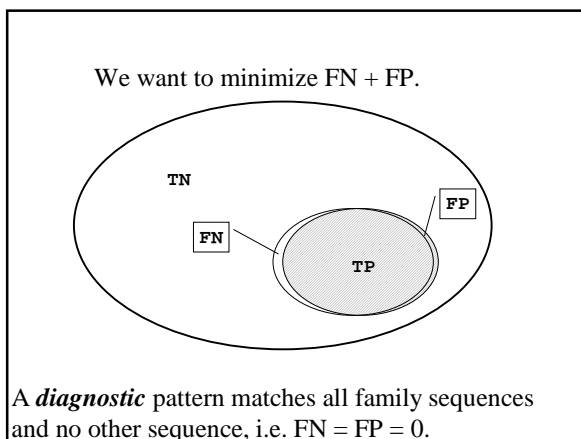 We want to minimize FN + FP.
TN
FP
FN
TP
A diagnostic pattern matches all family sequences
and no other sequence, i.e. FN = FP = 0.